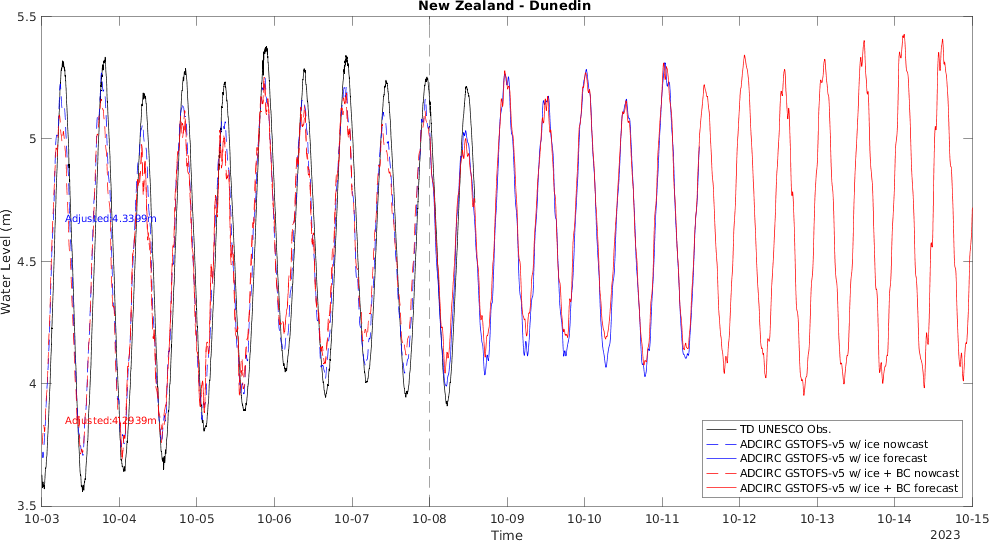 New Zealand - Dunedin
5.5
5
4.5
4
3.5
Water Level (m)
Adjusted:4.3399m
Adjusted:4.2939m
TD UNESCO Obs.
ADCIRC GSTOFS-v5 w/ ice nowcast
ADCIRC GSTOFS-v5 w/ ice forecast
ADCIRC GSTOFS-v5 w/ ice + BC nowcast
ADCIRC GSTOFS-v5 w/ ice + BC forecast
10-03 10-04 10-05 10-06 10-07 10-08 10-09 10-10 10-11 10-12 10-13 10-14 10-15
Time
2023